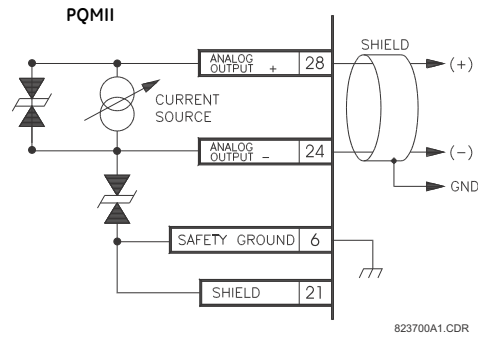 PQMII
SHIELD
ANALOG
OUTPUT +
28
(+)
CURRENT
SOURCE
ANALOG
OUTPUT −
24
(−)
GND
SAFETY GROUND
6
SHIELD
21
823700A1.CDR